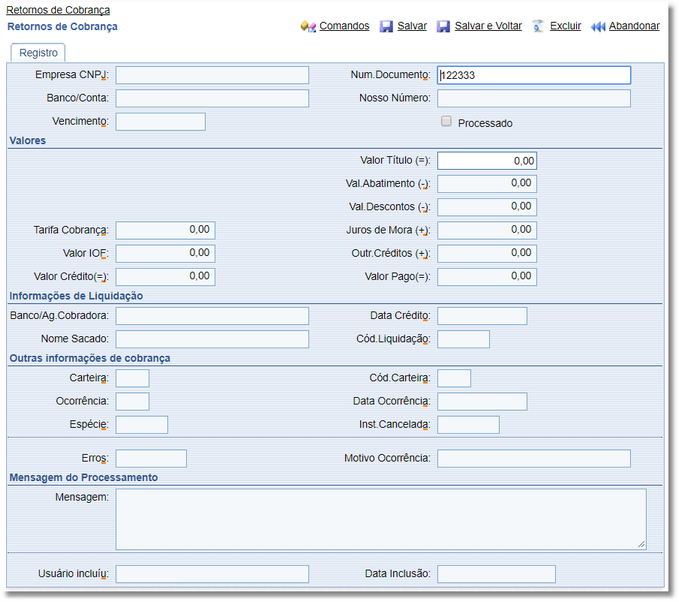 Retornos de Cobrança
Retornos de Cobrança Comandos Salvar Salvar e Voltar Excluir Abandonar
Registro
Empresa CNPJ: Num.Documento: 122333
Banco/Conta: Nosso Número:
Vencimento: Processado
Valores
Valor Título (=): 0,00
Val.Abatimento (-): 0,00
Val.Descontos (-): 0,00
Tarifa Cobrança: 0,00 Juros de Mora (+): 0,00
Valor IOF: 0,00 Outr.Créditos (+): 0,00
Valor Crédito(=): 0,00 Valor Pago(=): 0,00
Informações de Liquidação
Banco/Ag.Cobradora: Data Crédito:
Nome Sacado: Cód.Liquidação:
Outras informações de cobrança
Carteira: Cód.Carteira:
Ocorrência: Data Ocorrência:
Espécie: Inst.Cancelada:
Erros: Motivo Ocorrência:
Mensagem do Processamento
Mensagem:
Usuário incluíu: Data Inclusão: